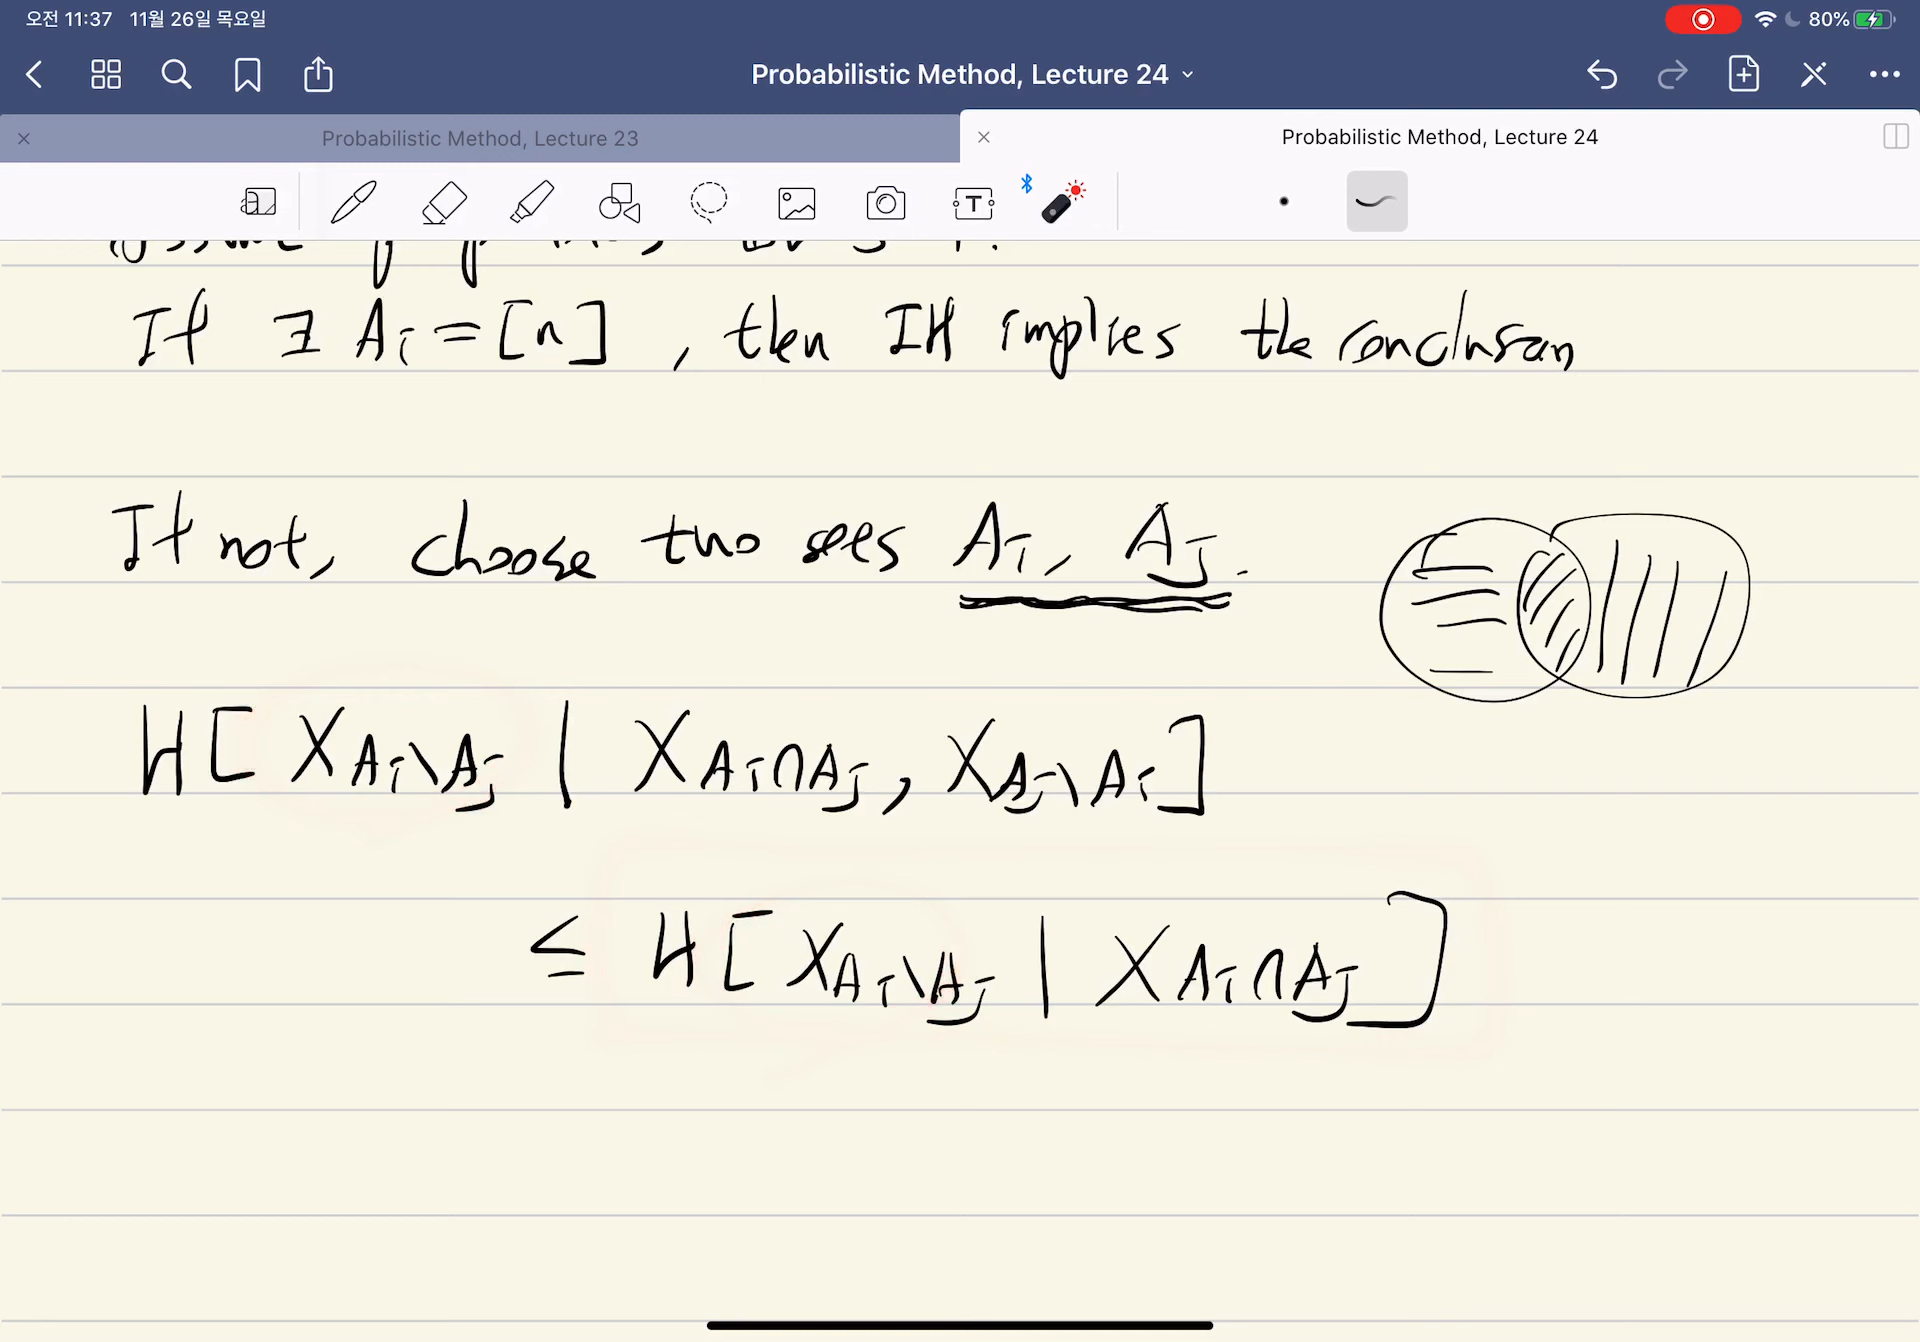 오전 11:37 11월 26일 목요일 80%
Probabilistic Method, Lecture 24
Probabilistic Method, Lecture 23
Probabilistic Method, Lecture 24
T
If ∃ A_i = [n] , then IH implies the conclusion
If not, choose two sets A_i, A_j.
H[ X_{A_i\A_j} | X_{A_i∩A_j}, X_{A_j\A_i} ]
≤ H[ X_{A_i\A_j} | X_{A_i∩A_j} ]